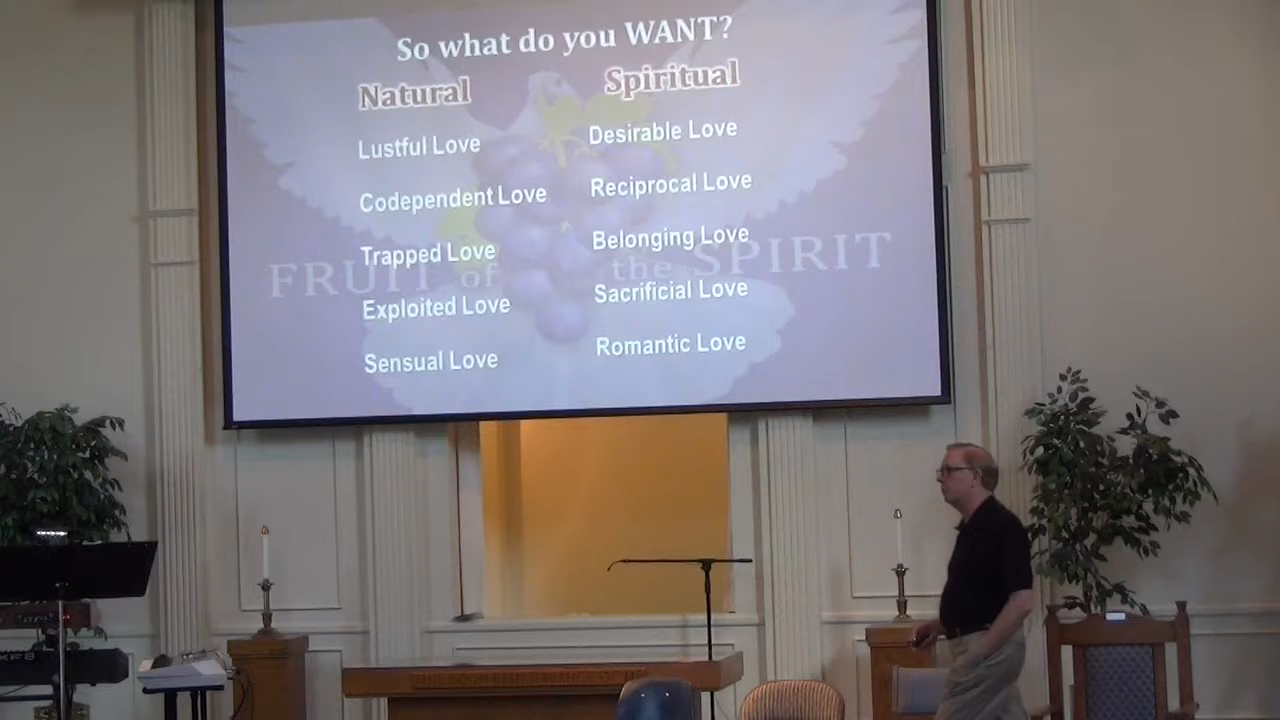 So what do you WANT?
Natural Spiritual
Lustful Love Desirable Love
Codependent Love Reciprocal Love
Trapped Love Belonging Love
FRUIT of the SPIRIT
Exploited Love Sacrificial Love
Sensual Love Romantic Love